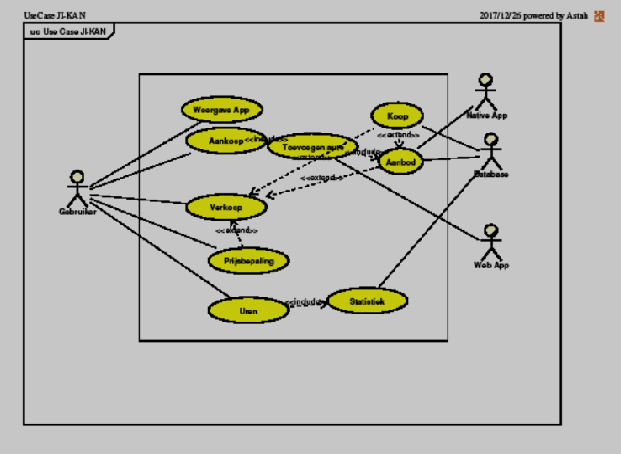 UseCase JI-KAN
2017/12/26 powered by Astah
uc Use Case JI-KAN
Weergave App
Koop
Native App
Aankoop
<<include>>
Toevoegen
<<extend>>
<<include>>
Aanbod
Database
<<extend>>
Gebruiker
Verkoop
<<extend>>
Prijsbepaling
Web App
Uren
<<include>>
Statistiek